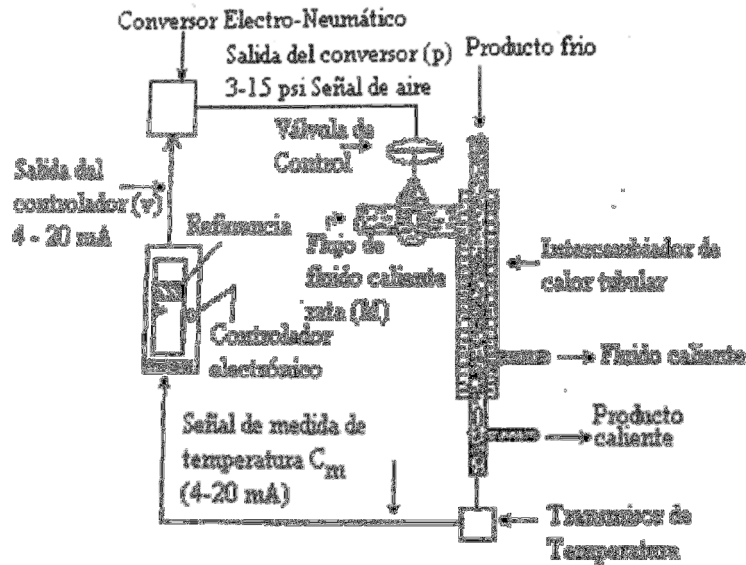 Conversor Electro-Neumático
Salida del conversor (p)
3-15 psi Señal de aire
Producto frio
Válvula de
Control
Salida del
controlador (v)
4 - 20 mA
Referencia
Flujo de
fluido caliente
rata (M)
Intercambiador de
calor tubular
Controlador
electrónico
Fluido caliente
Producto
caliente
Señal de medida de
temperatura Cm
(4-20 mA)
Transmisor de
Temperatura